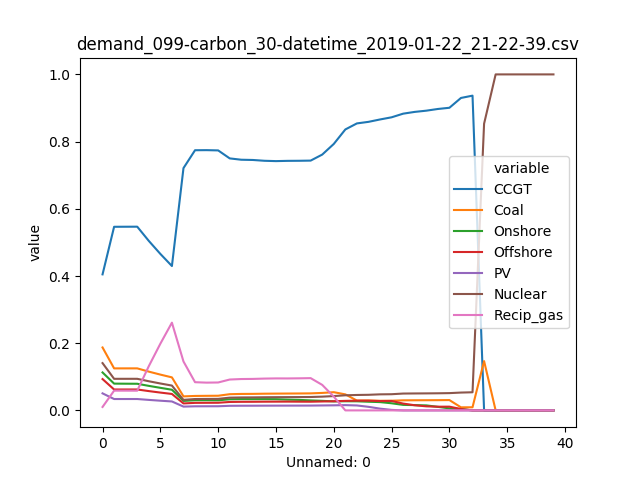 demand_099-carbon_30-datetime_2019-01-22_21-22-39.csv
1.0
0.8
0.6
0.4
0.2
0.0
value
variable
CCGT
Coal
Onshore
Offshore
PV
Nuclear
Recip_gas
0 5 10 15 20 25 30 35 40
Unnamed: 0